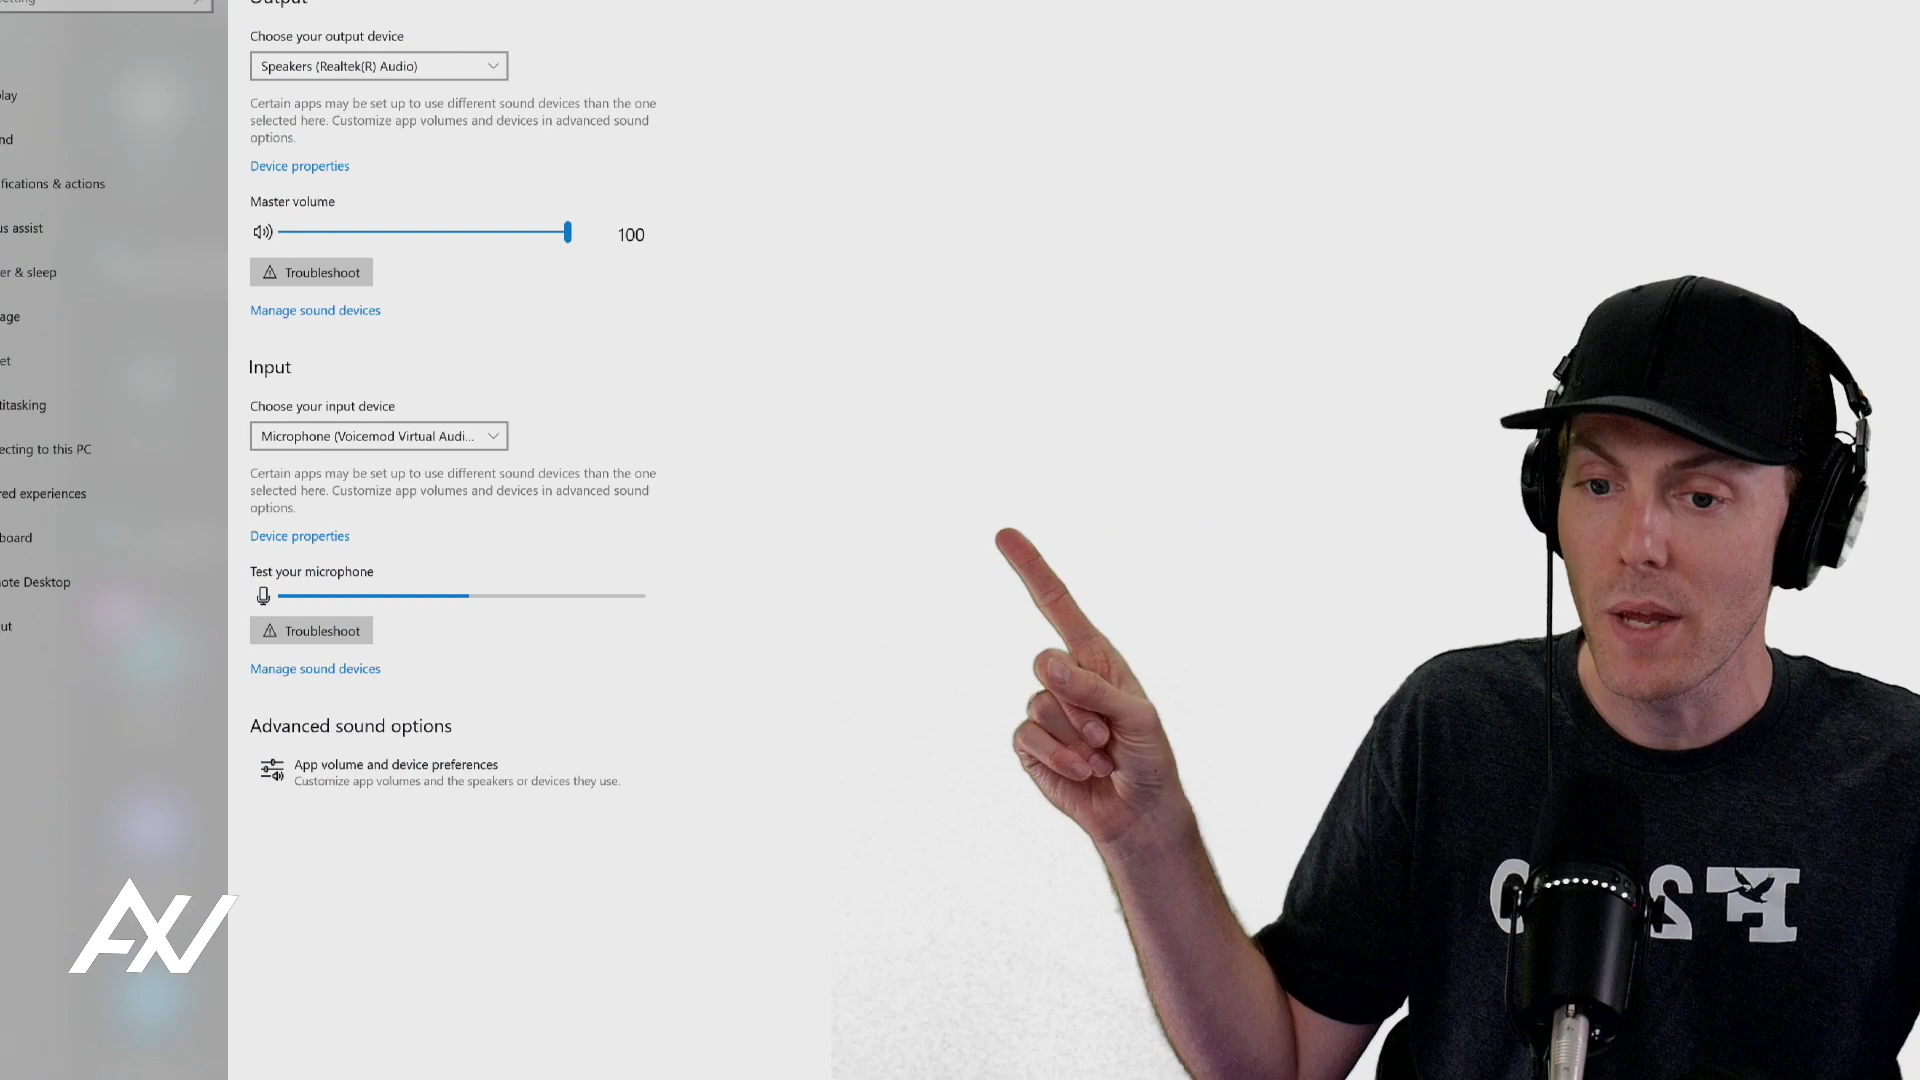 Output
Choose your output device
Speakers (Realtek(R) Audio)
Certain apps may be set up to use different sound devices than the one
selected here. Customize app volumes and devices in advanced sound
options.
Device properties
Master volume
100
Troubleshoot
Manage sound devices
Input
Choose your input device
Microphone (Voicemod Virtual Audi...
Certain apps may be set up to use different sound devices than the one
selected here. Customize app volumes and devices in advanced sound
options.
Device properties
Test your microphone
Troubleshoot
Manage sound devices
Advanced sound options
App volume and device preferences
Customize app volumes and the speakers or devices they use.
lay
nd
fications & actions
us assist
er & sleep
age
et
titasking
ecting to this PC
red experiences
board
ote Desktop
ut